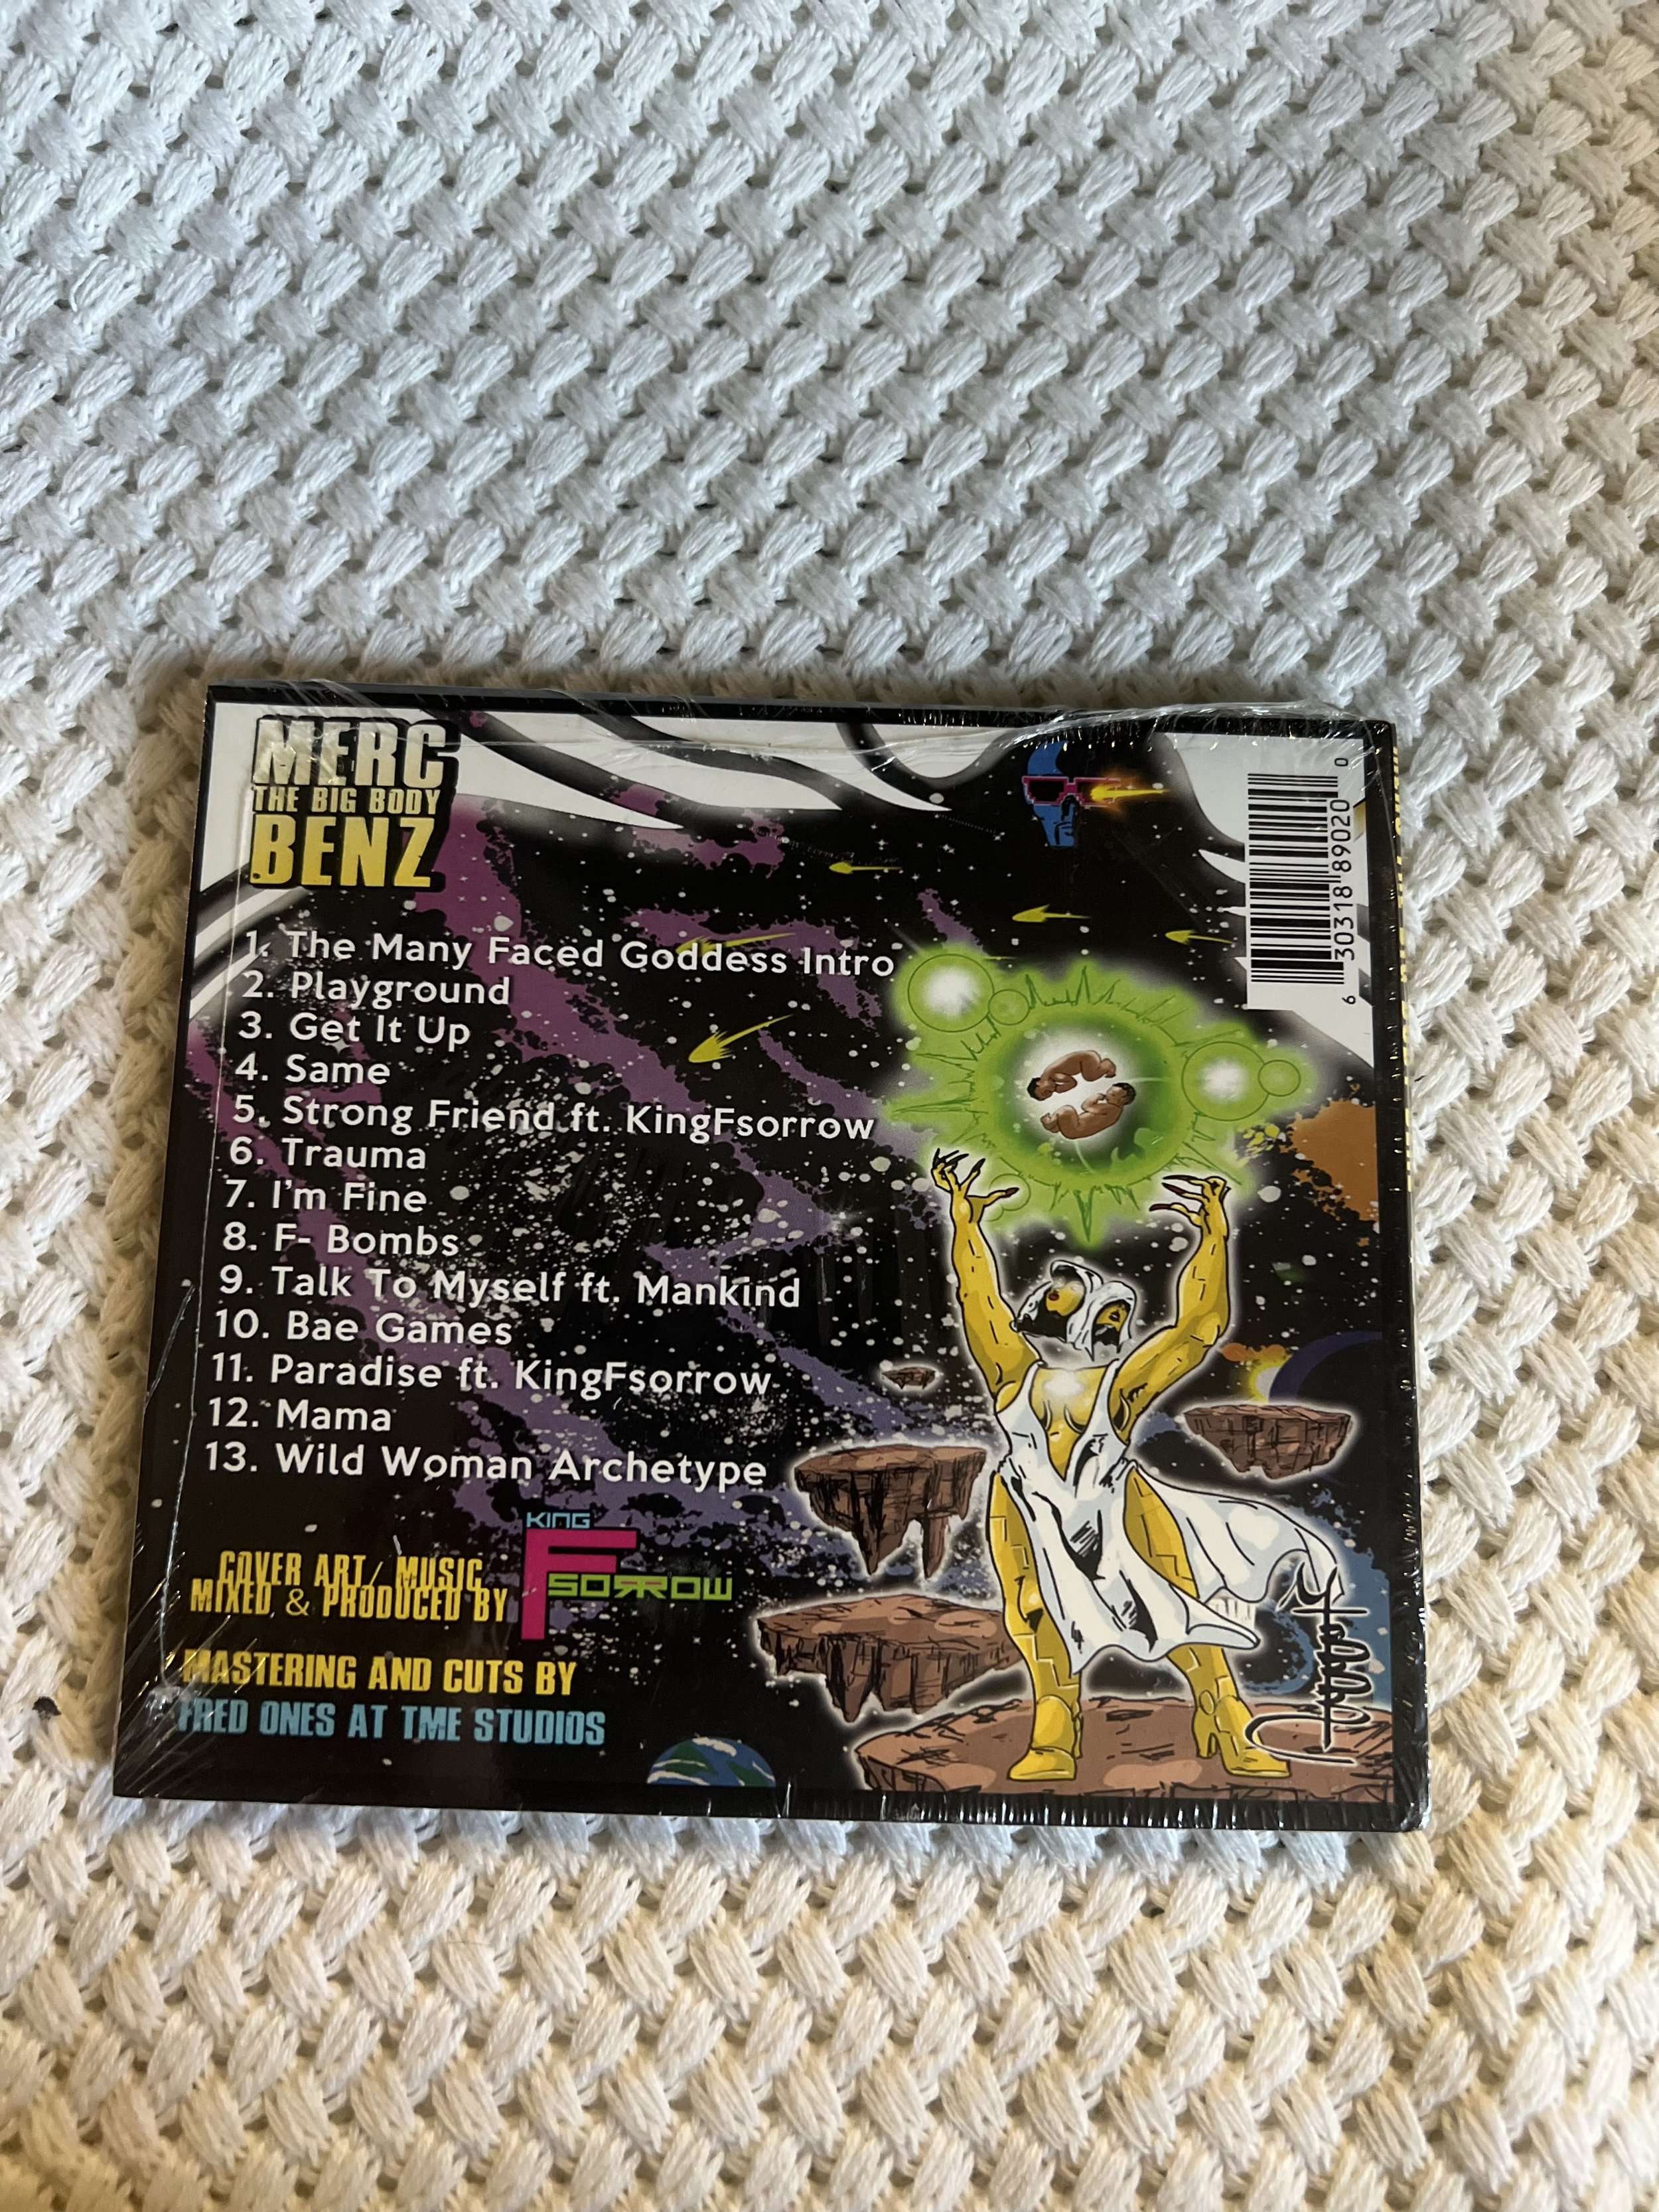 MERC
THE BIG BODY
BENZ
1. The Many Faced Goddess Intro
2. Playground
3. Get It Up
4. Same
5. Strong Friend ft. KingFsorrow
6. Trauma
7. I'm Fine
8. F- Bombs
9. Talk To Myself ft. Mankind
10. Bae Games
11. Paradise ft. KingFsorrow
12. Mama
13. Wild Woman Archetype
COVER ART/ MUSIC
MIXED & PRODUCED BY
KING
FSORROW
MASTERING AND CUTS BY
FRED ONES AT TME STUDIOS
6 30318 89020 0